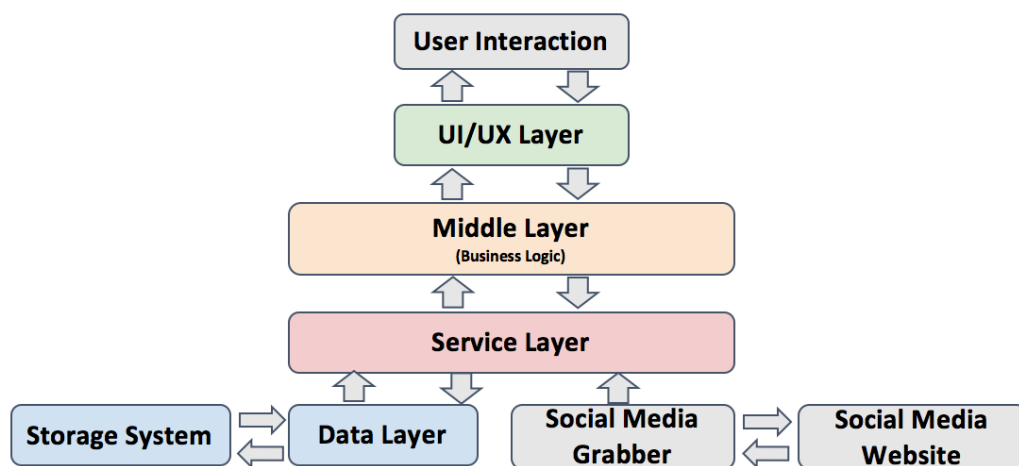 User Interaction
UI/UX Layer
Middle Layer
(Business Logic)
Service Layer
Storage System
Data Layer
Social Media
Grabber
Social Media
Website